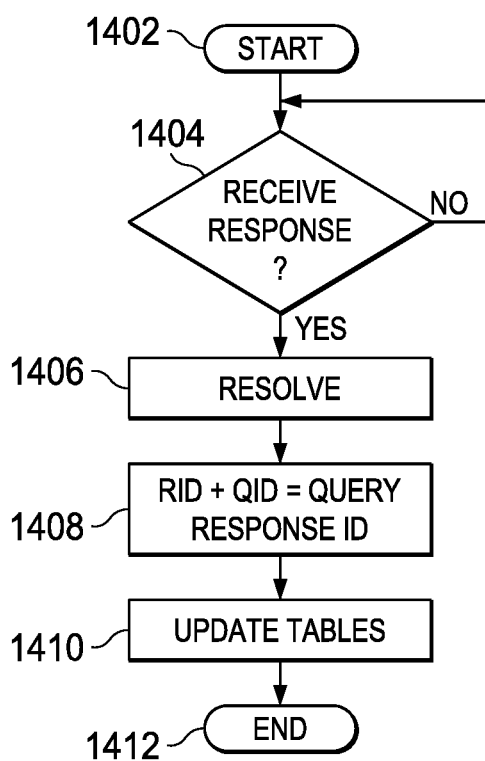 1402
START
1404
RECEIVE
RESPONSE
?
NO
YES
1406
RESOLVE
RID + QID = QUERY
1408
RESPONSE ID
1410
UPDATE TABLES
END
1412